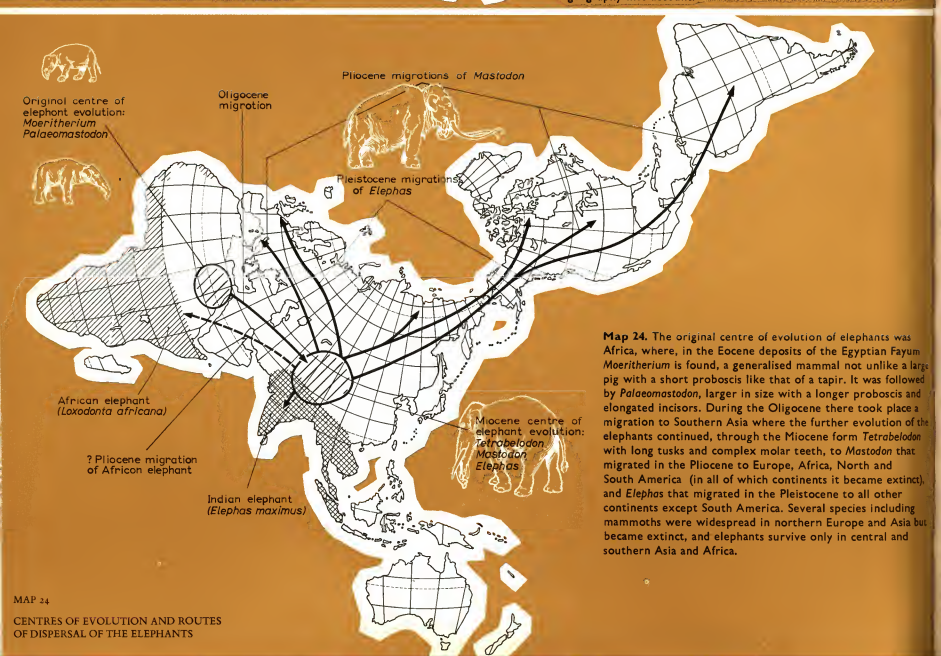 Pliocene migrations of Mastodon
Original centre of
elephant evolution:
Moeritherium
Palaeomastodon
Oligocene
migration
Pleistocene migrations
of Elephas
African elephant
(Loxodonta africana)
? Pliocene migration
of African elephant
Indian elephant
(Elephas maximus)
Miocene centre of
elephant evolution:
Tetrabelodon
Mastodon
Elephas
Map 24. The original centre of evolution of elephants was
Africa, where, in the Eocene deposits of the Egyptian Fayum
Moeritherium is found, a generalised mammal not unlike a large
pig with a short proboscis like that of a tapir. It was followed
by Palaeomastodon, larger in size with a longer proboscis and
elongated incisors. During the Oligocene there took place a
migration to Southern Asia where the further evolution of the
elephants continued, through the Miocene form Tetrabelodon
with long tusks and complex molar teeth, to Mastodon that
migrated in the Pliocene to Europe, Africa, North and
South America (in all of which continents it became extinct),
and Elephas that migrated in the Pleistocene to all other
continents except South America. Several species including
mammoths were widespread in northern Europe and Asia but
became extinct, and elephants survive only in central and
southern Asia and Africa.
MAP 24
CENTRES OF EVOLUTION AND ROUTES
OF DISPERSAL OF THE ELEPHANTS